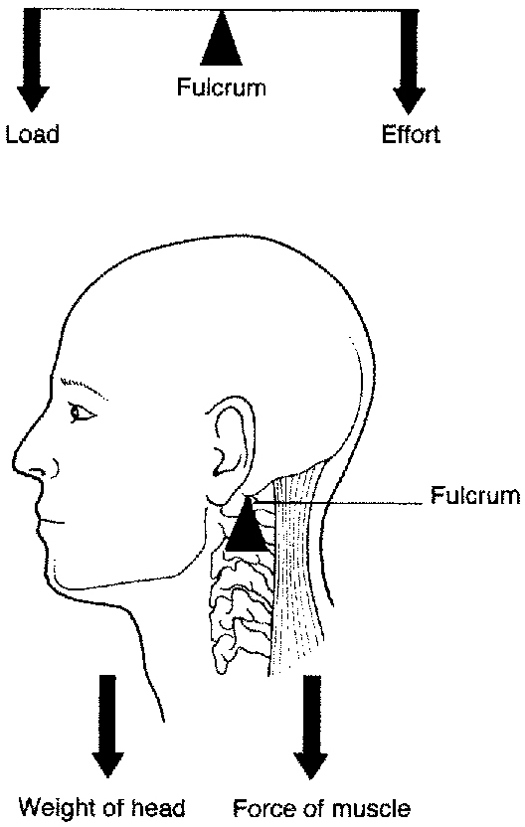 Fulcrum
Load
Effort
Fulcrum
Weight of head
Force of muscle